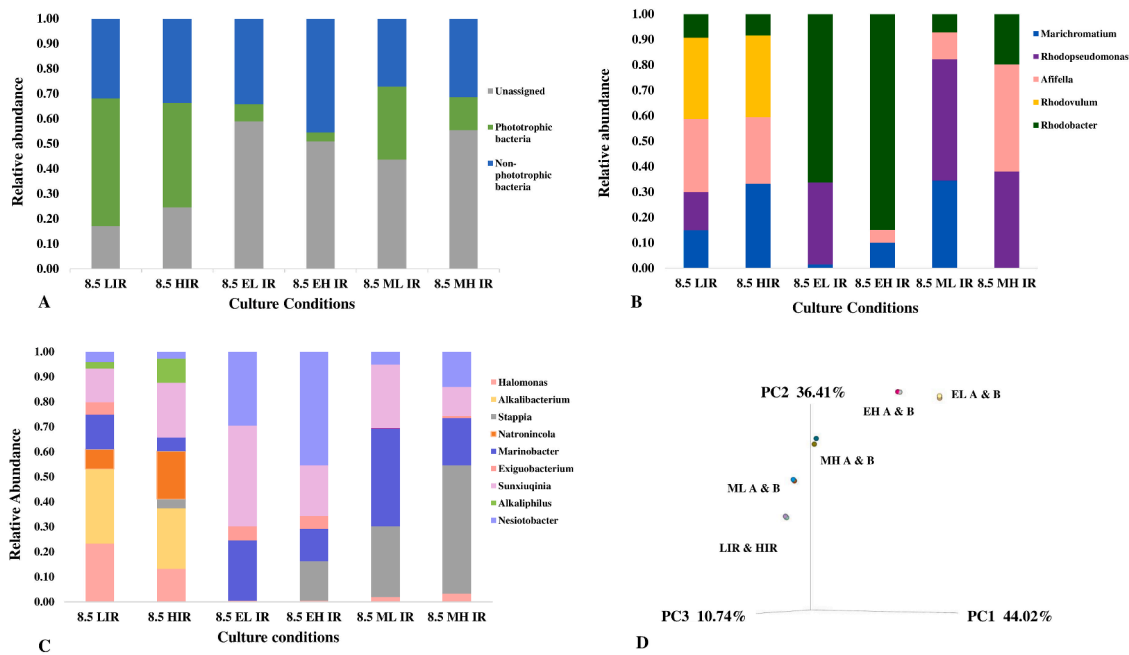 1.00
0.90
0.80
0.70
0.60
0.50
0.40
0.30
0.20
0.10
0.00
Relative abundance
8.5 LIR 8.5 HIR 8.5 EL IR 8.5 EH IR 8.5 ML IR 8.5 MH IR
Culture Conditions
A
Unassigned
Phototrophic
bacteria
Non-
phototrophic
bacteria
1.00
0.90
0.80
0.70
0.60
0.50
0.40
0.30
0.20
0.10
0.00
Relative abundance
8.5 LIR 8.5 HIR 8.5 EL IR 8.5 EH IR 8.5 ML IR 8.5 MH IR
Culture Conditions
B
Marichromatium
Rhodopseudomonas
Afifella
Rhodovulum
Rhodobacter
1.00
0.90
0.80
0.70
0.60
0.50
0.40
0.30
0.20
0.10
0.00
Relative Abundance
8.5 LIR 8.5 HIR 8.5 EL IR 8.5 EH IR 8.5 ML IR 8.5 MH IR
Culture conditions
C
Halomonas
Alkalibacterium
Stappia
Natronincola
Marinobacter
Exiguobacterium
Sunxiuqinia
Alkaliphilus
Nesiotobacter
PC2 36.41%
EH A & B
EL A & B
MH A & B
ML A & B
LIR & HIR
PC3 10.74%
PC1 44.02%
D